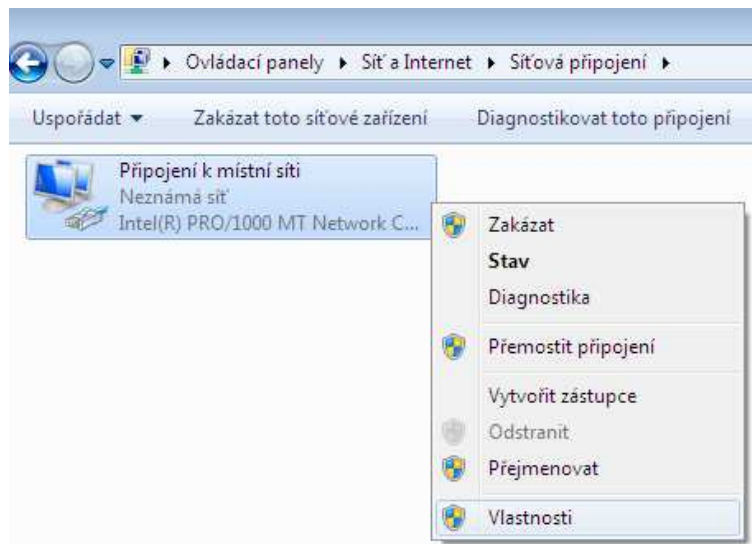 Ovládací panely ▸ Síť a Internet ▸ Síťová připojení ▸
Uspořádat Zakázat toto síťové zařízení Diagnostikovat toto připojení
Připojení k místní síti
Neznámá síť
Intel(R) PRO/1000 MT Network C...
Zakázat
Stav
Diagnostika
Přemostit připojení
Vytvořit zástupce
Odstranit
Přejmenovat
Vlastnosti